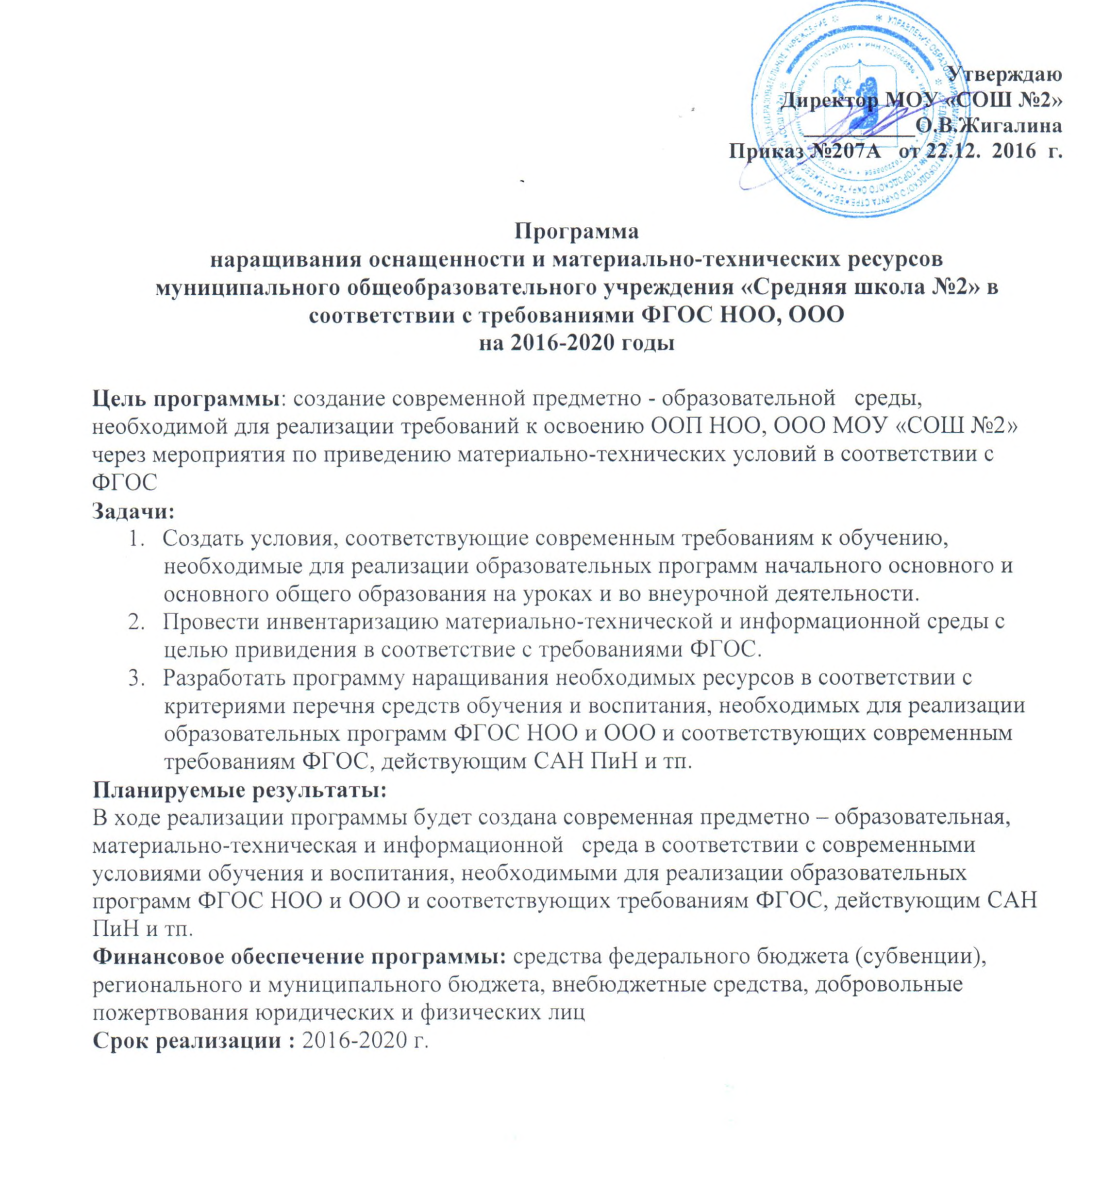 Утверждаю
Директор МОУ «СОШ №2»
__________О.В.Жигалина
Приказ №207А от 22.12. 2016 г.
Программа
наращивания оснащенности и материально-технических ресурсов
муниципального общеобразовательного учреждения «Средняя школа №2» в
соответствии с требованиями ФГОС НОО, ООО
на 2016-2020 годы
Цель программы: создание современной предметно - образовательной среды,
необходимой для реализации требований к освоению ООП НОО, ООО МОУ «СОШ №2»
через мероприятия по приведению материально-технических условий в соответствии с
ФГОС
Задачи:
1. Создать условия, соответствующие современным требованиям к обучению,
необходимые для реализации образовательных программ начального основного и
основного общего образования на уроках и во внеурочной деятельности.
2. Провести инвентаризацию материально-технической и информационной среды с
целью привидения в соответствие с требованиями ФГОС.
3. Разработать программу наращивания необходимых ресурсов в соответствии с
критериями перечня средств обучения и воспитания, необходимых для реализации
образовательных программ ФГОС НОО и ООО и соответствующих современным
требованиям ФГОС, действующим САН ПиН и тп.
Планируемые результаты:
В ходе реализации программы будет создана современная предметно – образовательная,
материально-техническая и информационной среда в соответствии с современными
условиями обучения и воспитания, необходимыми для реализации образовательных
программ ФГОС НОО и ООО и соответствующих требованиям ФГОС, действующим САН
ПиН и тп.
Финансовое обеспечение программы: средства федерального бюджета (субвенции),
регионального и муниципального бюджета, внебюджетные средства, добровольные
пожертвования юридических и физических лиц
Срок реализации : 2016-2020 г.